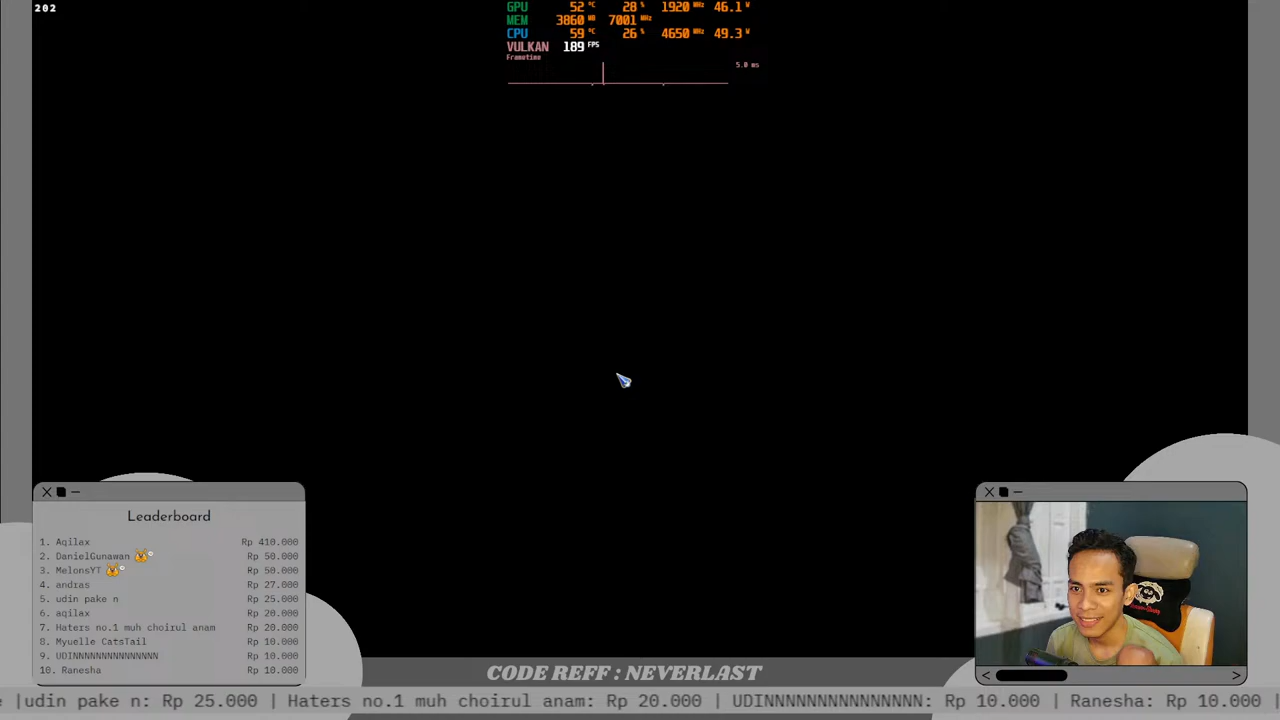 202
GPU 52 °C 28 % 1920 MHz 46.1 W
MEM 3860 MB 7001 MHz
CPU 59 °C 26 % 4650 MHz 49.3 W
VULKAN 189 FPS
Frametime
5.0 ms
Leaderboard
1. Aqilax Rp 410.000
2. DanielGunawan Rp 50.000
3. MelonsYT Rp 50.000
4. andras Rp 27.000
5. udin pake n Rp 25.000
6. aqilax Rp 20.000
7. Haters no.1 muh choirul anam Rp 20.000
8. Myuelle CatsTail Rp 10.000
9. UDINNNNNNNNNNNNNN Rp 10.000
10. Ranesha Rp 10.000
CODE REFF : NEVERLAST
|udin pake n: Rp 25.000 | Haters no.1 muh choirul anam: Rp 20.000 | UDINNNNNNNNNNNNNN: Rp 10.000 | Ranesha: Rp 10.000 |